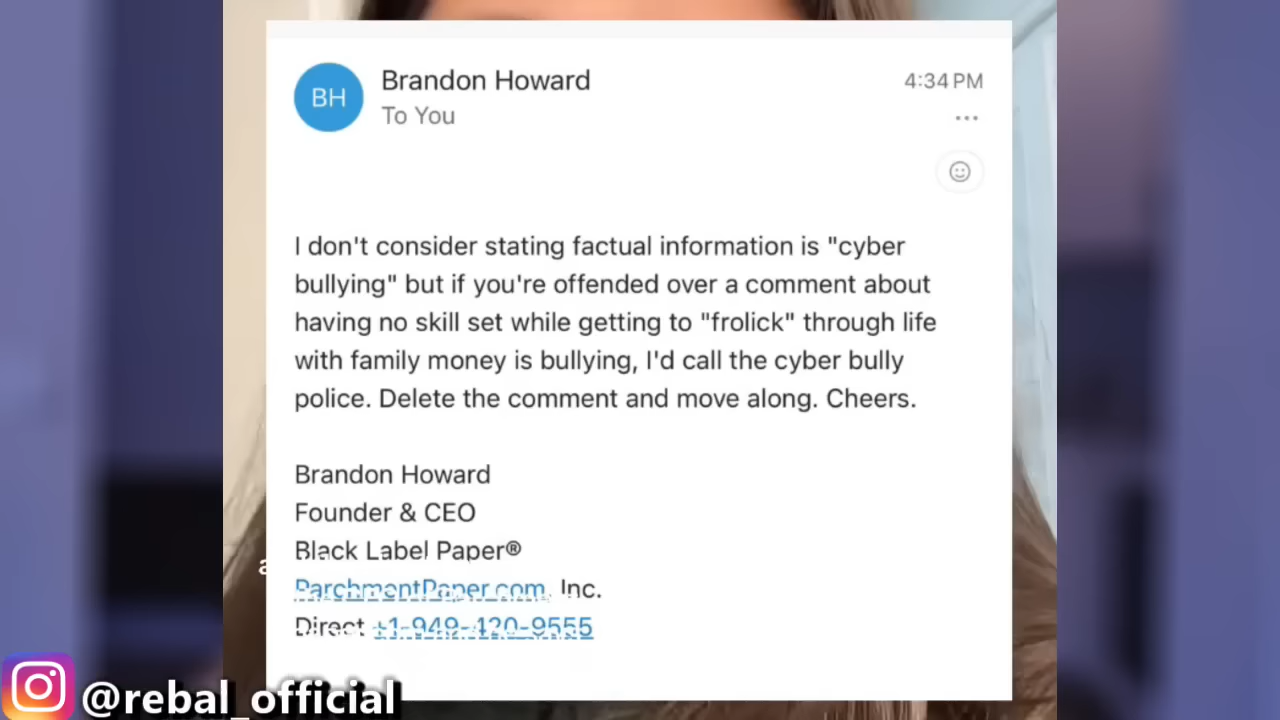 BH
Brandon Howard
4:34 PM
To You
I don't consider stating factual information is "cyber
bullying" but if you're offended over a comment about
having no skill set while getting to "frolick" through life
with family money is bullying, I'd call the cyber bully
police. Delete the comment and move along. Cheers.
Brandon Howard
Founder & CEO
Black Label Paper®
ParchmentPaper.com, Inc.
Direct +1-949-420-9555
@rebal_official